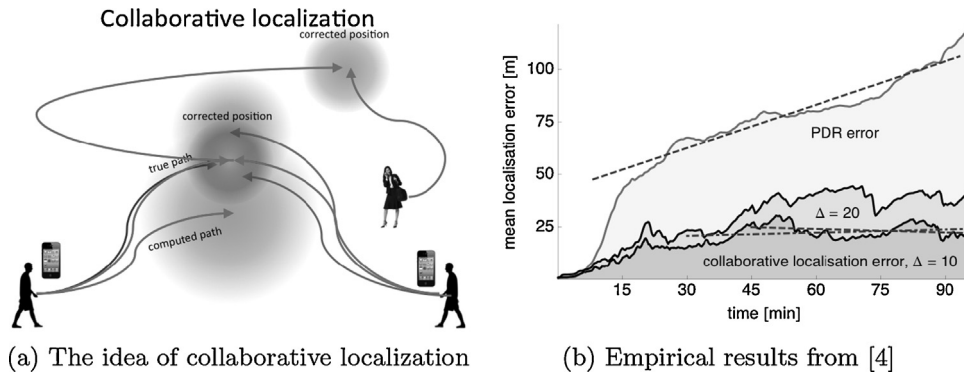 Collaborative localization
corrected position
corrected position
true path
computed path
(a) The idea of collaborative localization
mean localisation error [m]
100
75
50
25
PDR error
Δ = 20
collaborative localisation error, Δ = 10
15 30 45 60 75 90
time [min]
(b) Empirical results from [4]